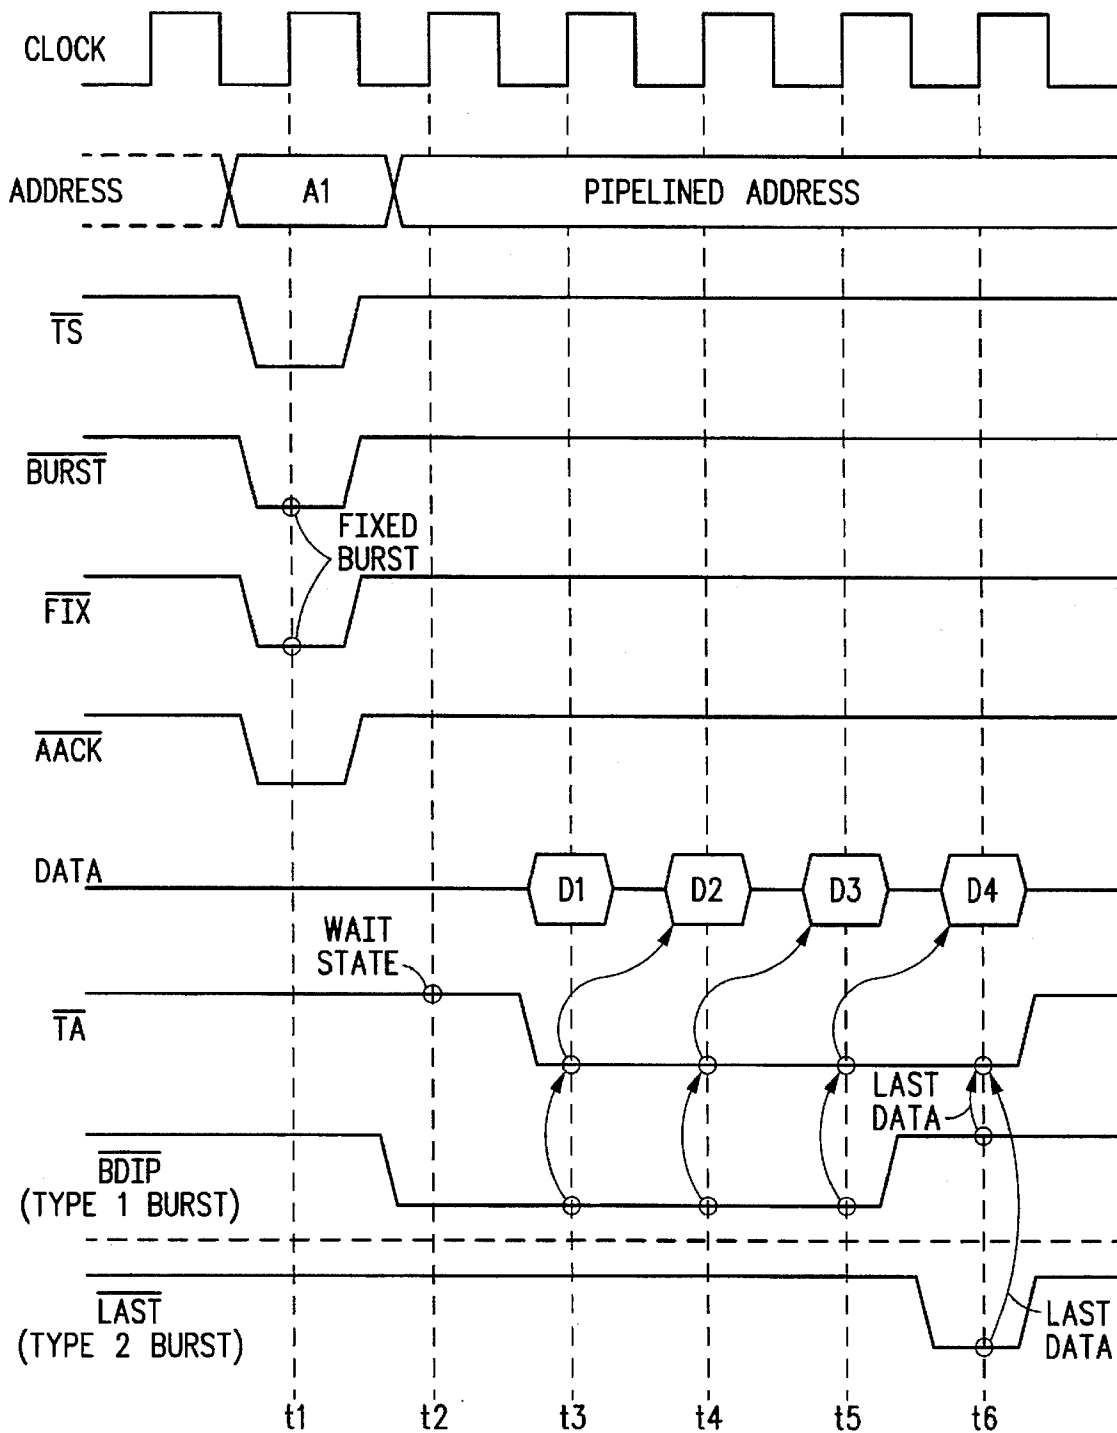 CLOCK
ADDRESS
A1
PIPELINED ADDRESS
TS
BURST
FIXED
BURST
FIX
AACK
DATA
D1
D2
D3
D4
WAIT
STATE
TA
LAST
DATA
BDIP
(TYPE 1 BURST)
LAST
(TYPE 2 BURST)
LAST
DATA
t1
t2
t3
t4
t5
t6